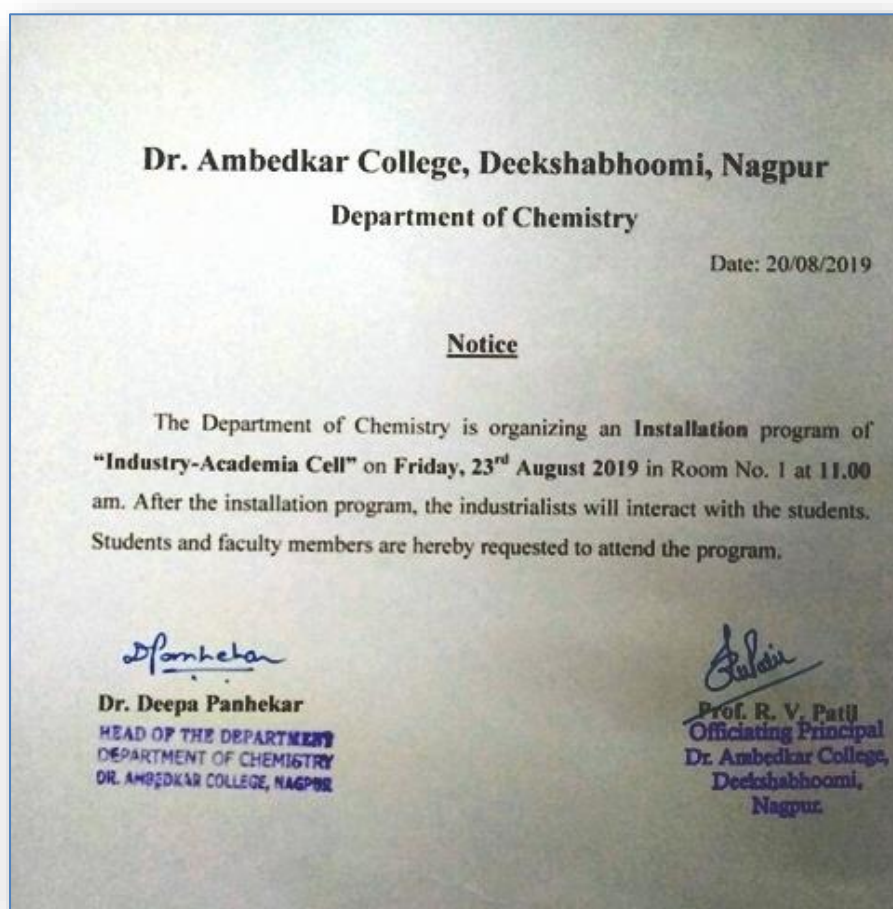 Dr. Ambedkar College, Deekshabhoomi, Nagpur
Department of Chemistry
Date: 20/08/2019
Notice
The Department of Chemistry is organizing an Installation program of
“Industry-Academia Cell” on Friday, 23rd August 2019 in Room No. 1 at 11.00
am. After the installation program, the industrialists will interact with the students.
Students and faculty members are hereby requested to attend the program.
DPanhekar
Dr. Deepa Panhekar
HEAD OF THE DEPARTMENT
DEPARTMENT OF CHEMISTRY
DR. AMBEDKAR COLLEGE, NAGPUR
Prof. R. V. Patil
Officiating Principal
Dr. Ambedkar College,
Deekshabhoomi,
Nagpur.